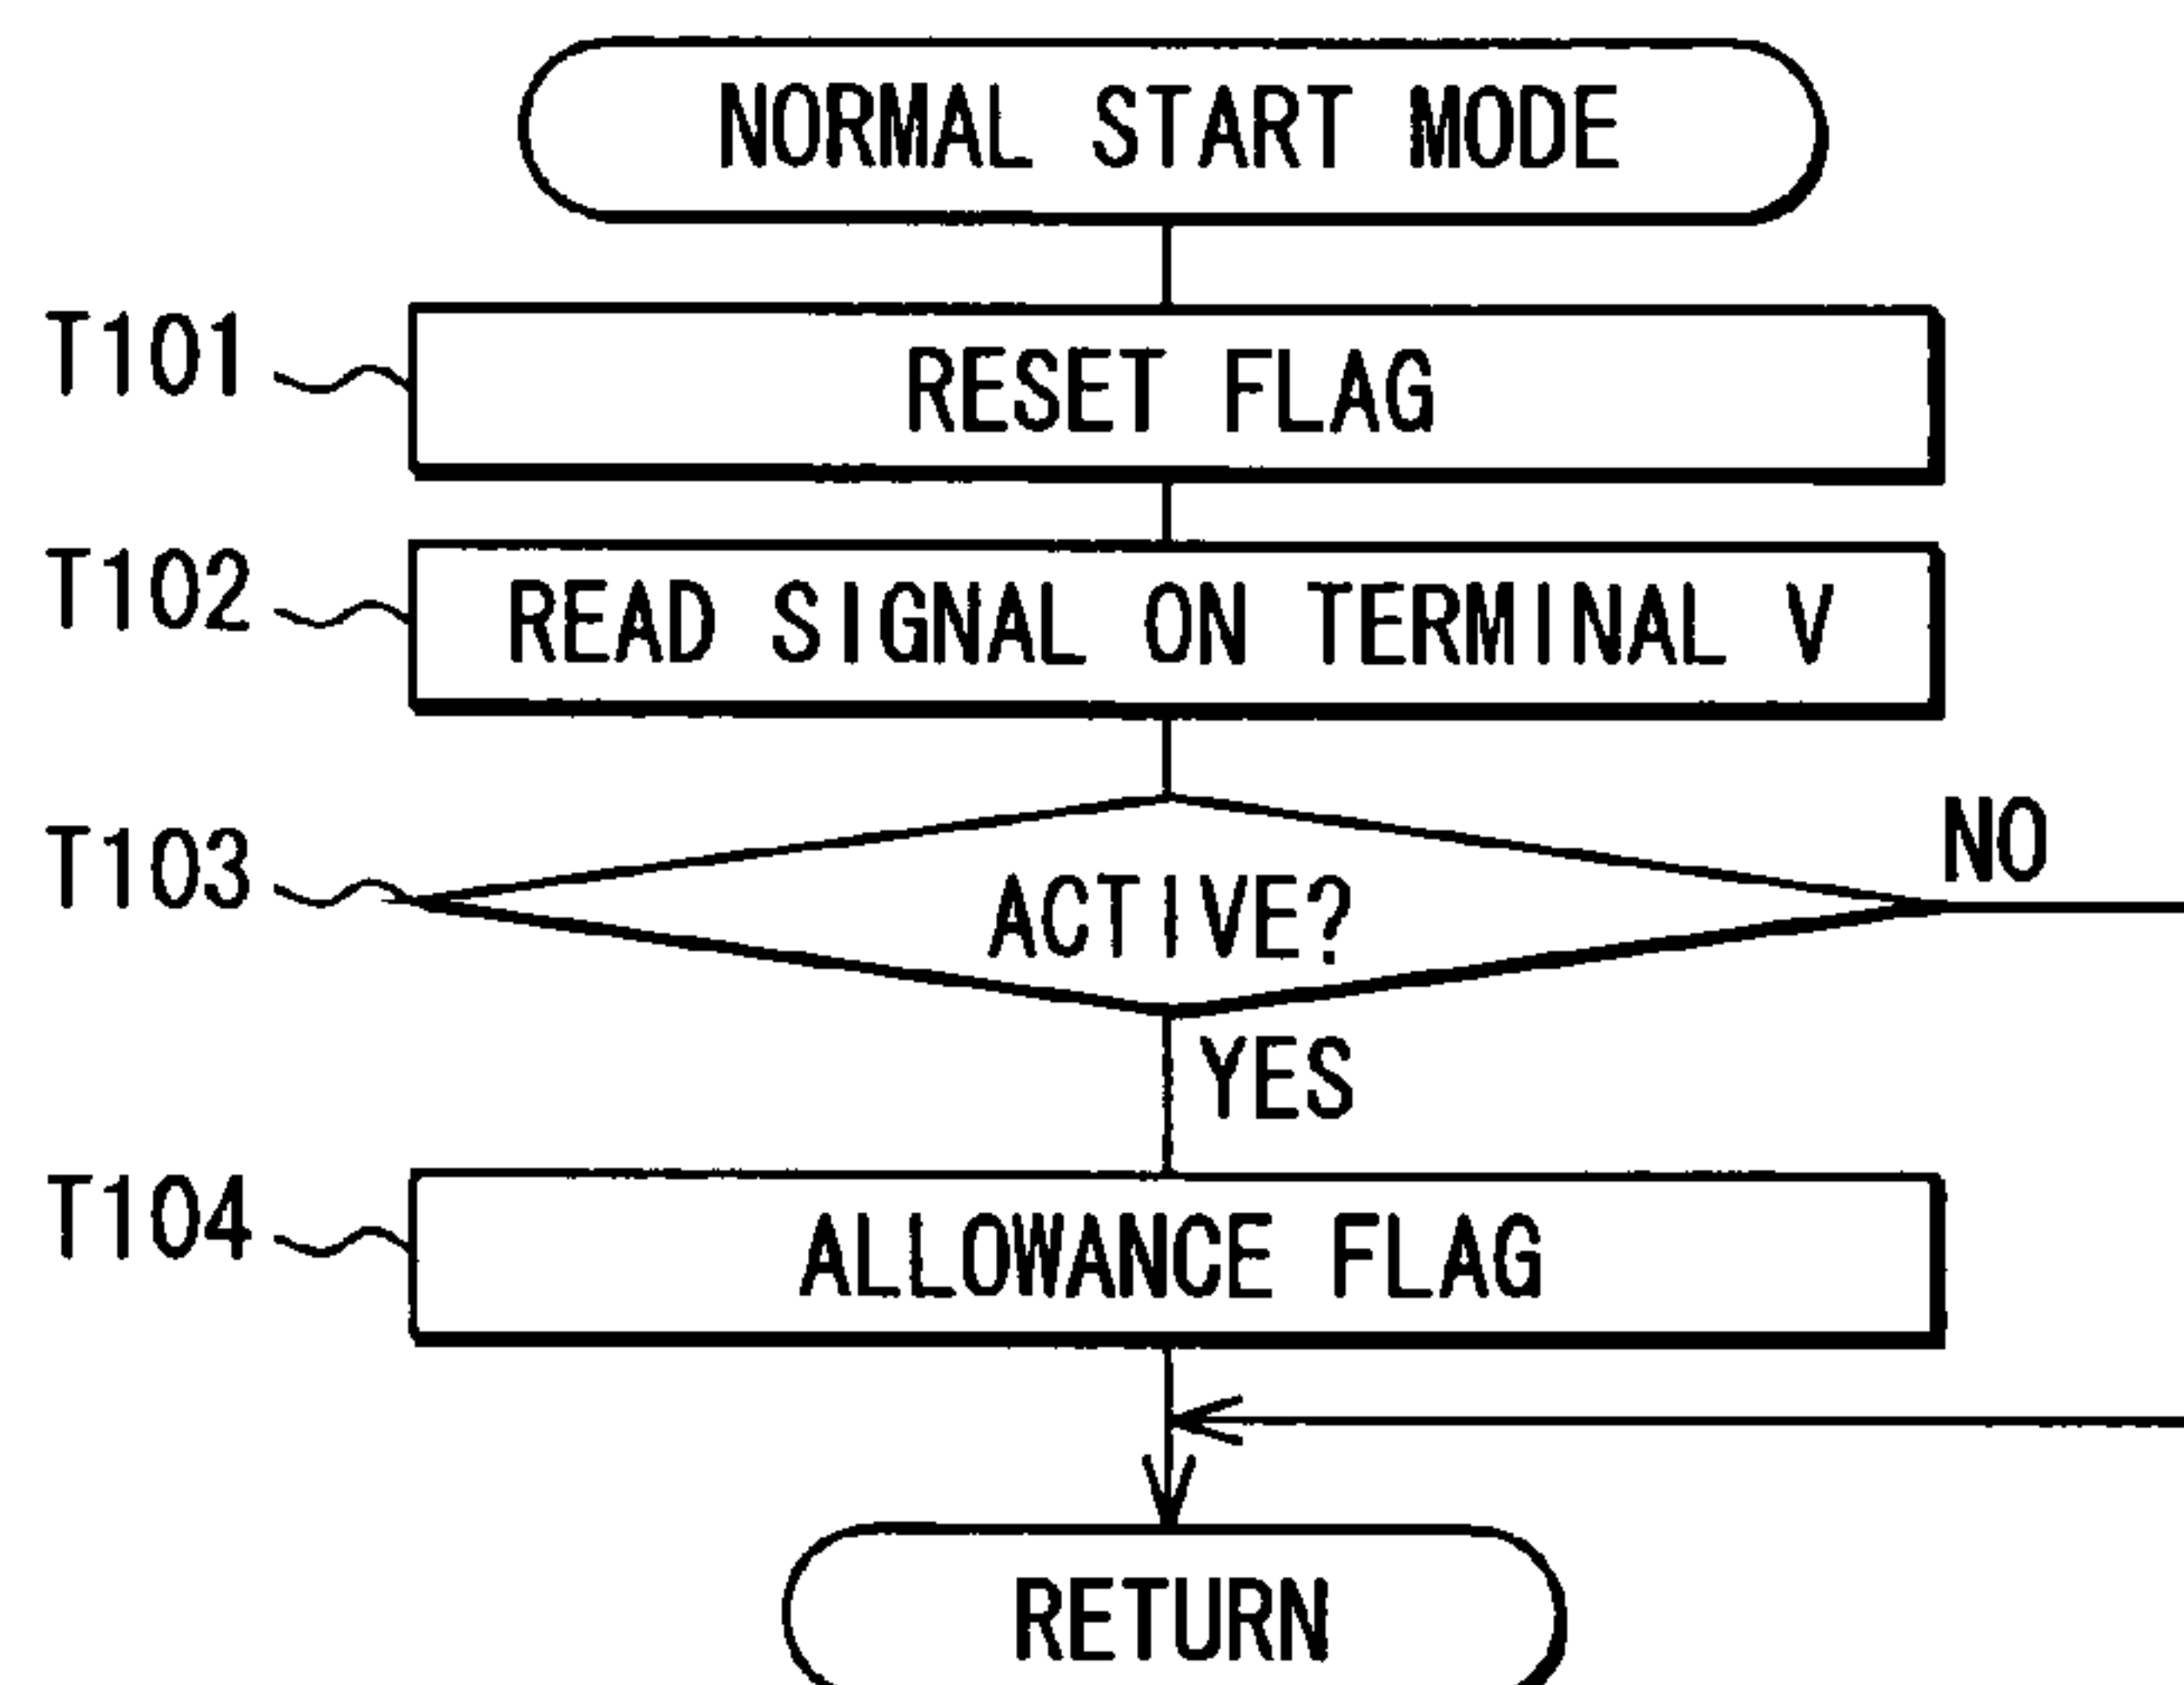 NORMAL START MODE
T101
RESET FLAG
T102
READ SIGNAL ON TERMINAL V
T103
ACTIVE?
NO
YES
T104
ALLOWANCE FLAG
RETURN